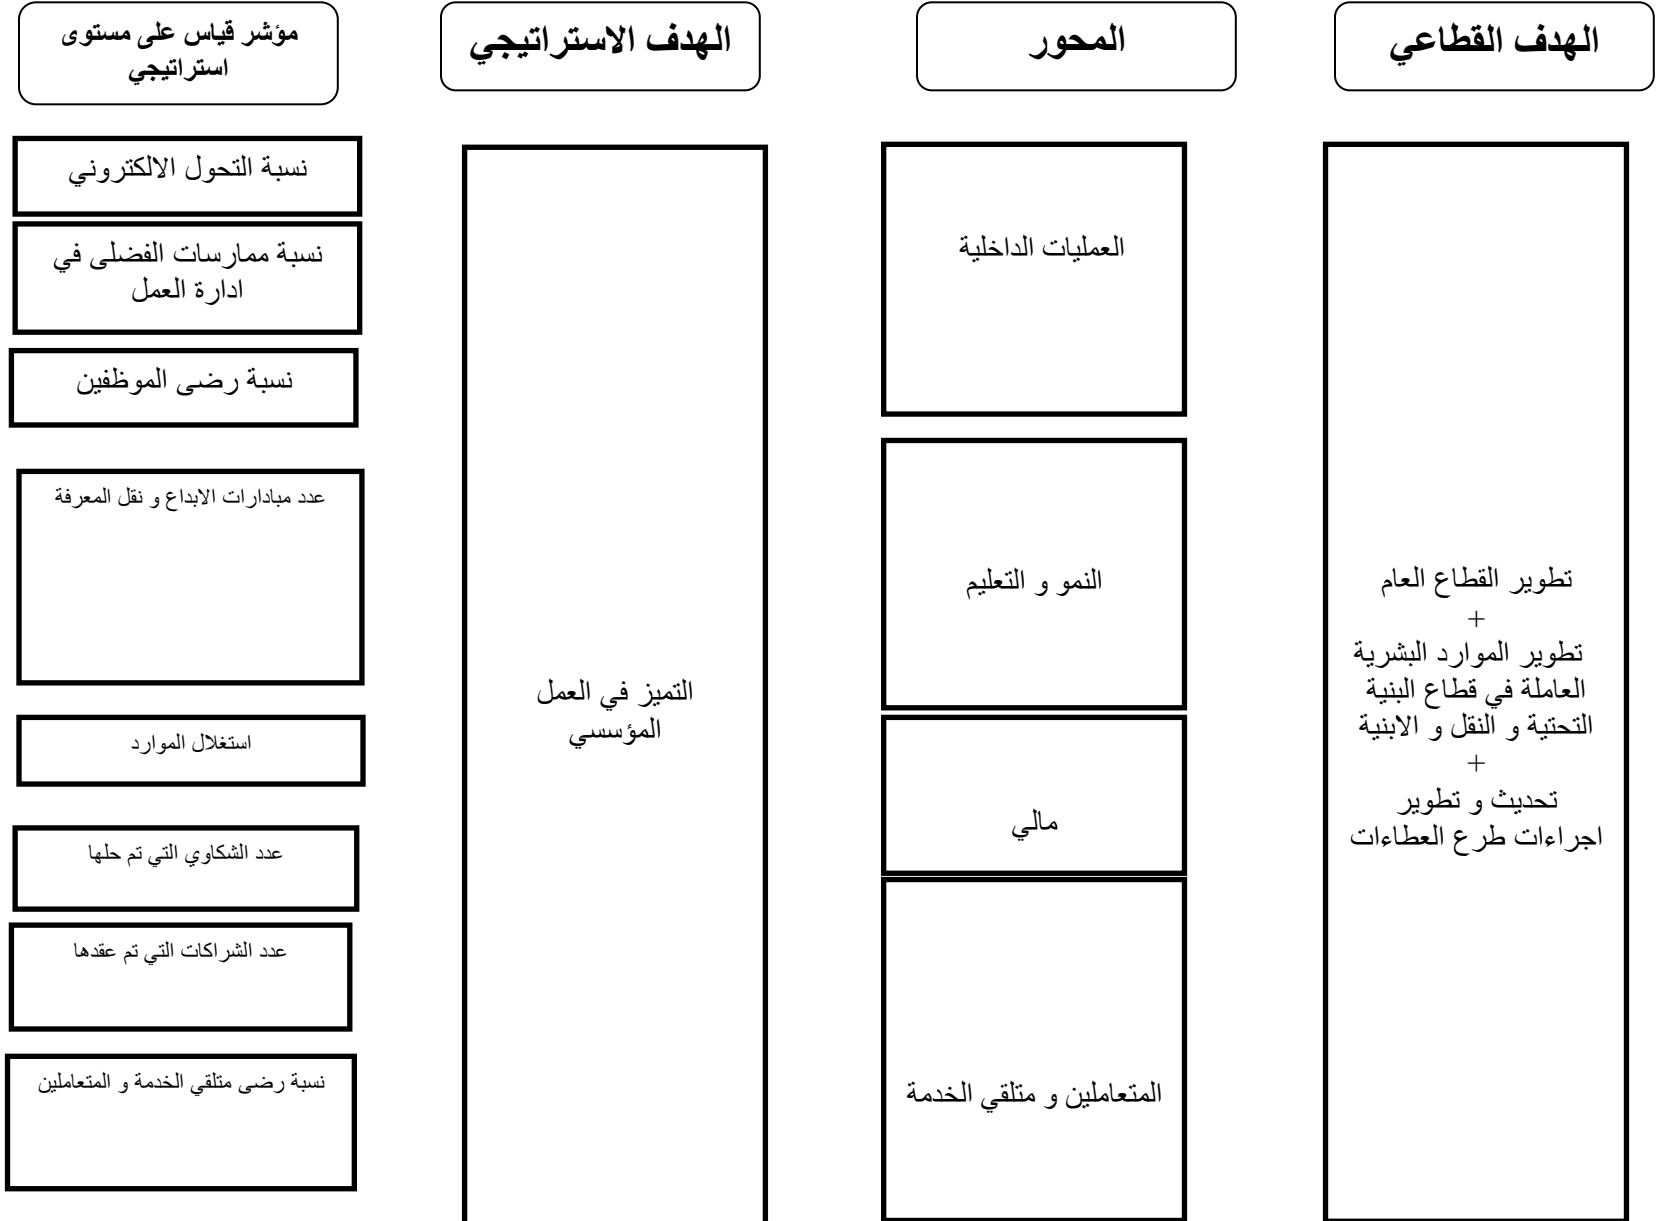 الهدف القطاعي
المحور
الهدف الاستراتيجي
مؤشر قياس على مستوى
استراتيجي
تطوير القطاع العام
+
تطوير الموارد البشرية
العاملة في قطاع البنية
التحتية و النقل و الابنية
+
تحديث و تطوير
اجراءات طرع العطاءات
العمليات الداخلية
النمو و التعليم
مالي
المتعاملين و متلقي الخدمة
التميز في العمل
المؤسسي
نسبة التحول الالكتروني
نسبة ممارسات الفضلى في
ادارة العمل
نسبة رضى الموظفين
عدد مبادارات الابداع و نقل المعرفة
استغلال الموارد
عدد الشكاوي التي تم حلها
عدد الشراكات التي تم عقدها
نسبة رضى متلقي الخدمة و المتعاملين